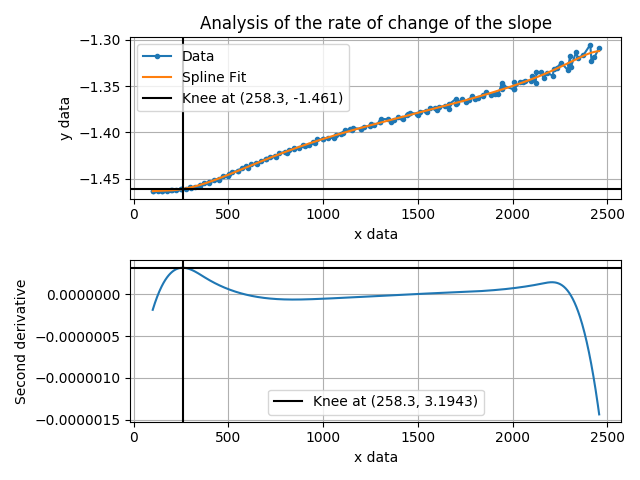 Analysis of the rate of change of the slope
−1.30
−1.35
−1.40
−1.45
y data
Data
Spline Fit
Knee at (258.3, -1.461)
0 500 1000 1500 2000 2500
x data
0.0000000
−0.0000005
−0.0000010
−0.0000015
Second derivative
Knee at (258.3, 3.1943)
0 500 1000 1500 2000 2500
x data